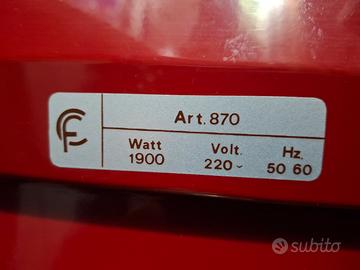 Art.870
Watt Volt. Hz.
1900 220~ 50 60
subito